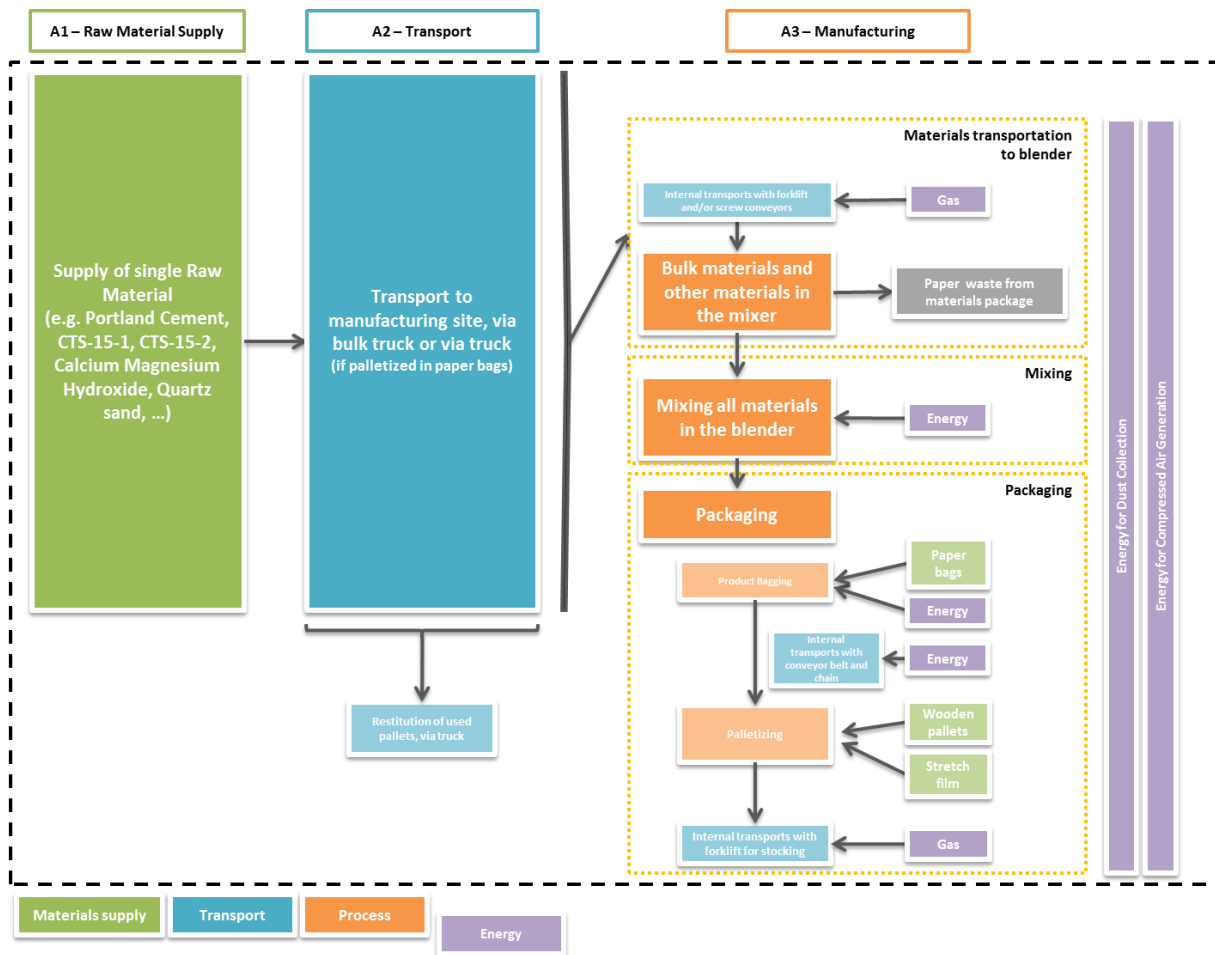 A1 – Raw Material Supply
A2 – Transport
A3 – Manufacturing
Supply of single Raw
Material
(e.g. Portland Cement,
CTS-15-1, CTS-15-2,
Calcium Magnesium
Hydroxide, Quartz
sand, …)
Transport to
manufacturing site, via
bulk truck or via truck
(if palletized in paper bags)
Restitution of used
pallets, via truck
Materials transportation
to blender
Internal transports with forklift
and/or screw conveyors
Gas
Bulk materials and
other materials in
the mixer
Paper waste from
materials package
Mixing
Mixing all materials
in the blender
Energy
Packaging
Packaging
Product Bagging
Paper
bags
Energy
Internal
transports with
conveyor belt and
chain
Energy
Palletizing
Wooden
pallets
Stretch
film
Internal transports with
forklift for stocking
Gas
Energy for Dust Collection
Energy for Compressed Air Generation
Materials supply
Transport
Process
Energy